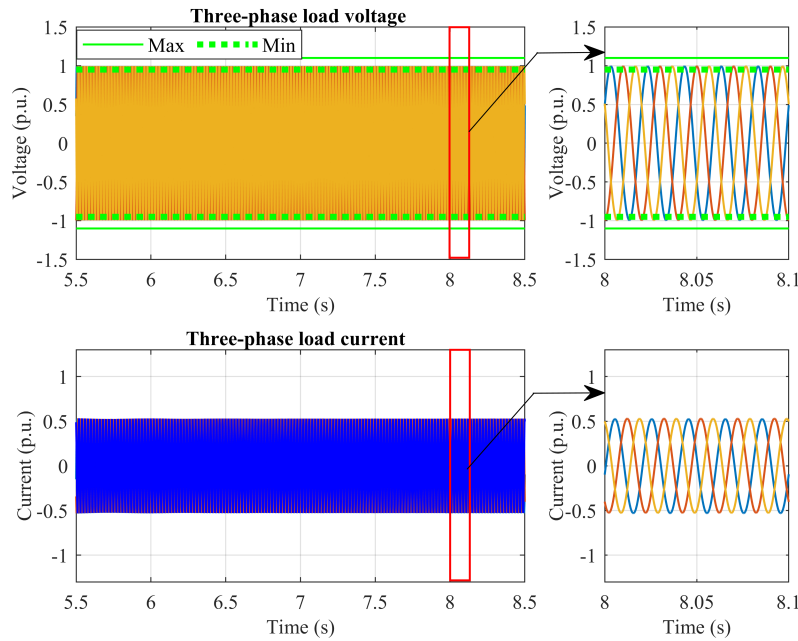 Three-phase load voltage
Max Min
Voltage (p.u.)
1.5
1
0.5
0
-0.5
-1
-1.5
5.5 6 6.5 7 7.5 8 8.5
Time (s)
1.5
1
0.5
0
-0.5
-1
-1.5
8 8.05 8.1
Time (s)
Voltage (p.u.)
Three-phase load current
Current (p.u.)
1
0.5
0
-0.5
-1
5.5 6 6.5 7 7.5 8 8.5
Time (s)
Current (p.u.)
1
0.5
0
-0.5
-1
8 8.05 8.1
Time (s)